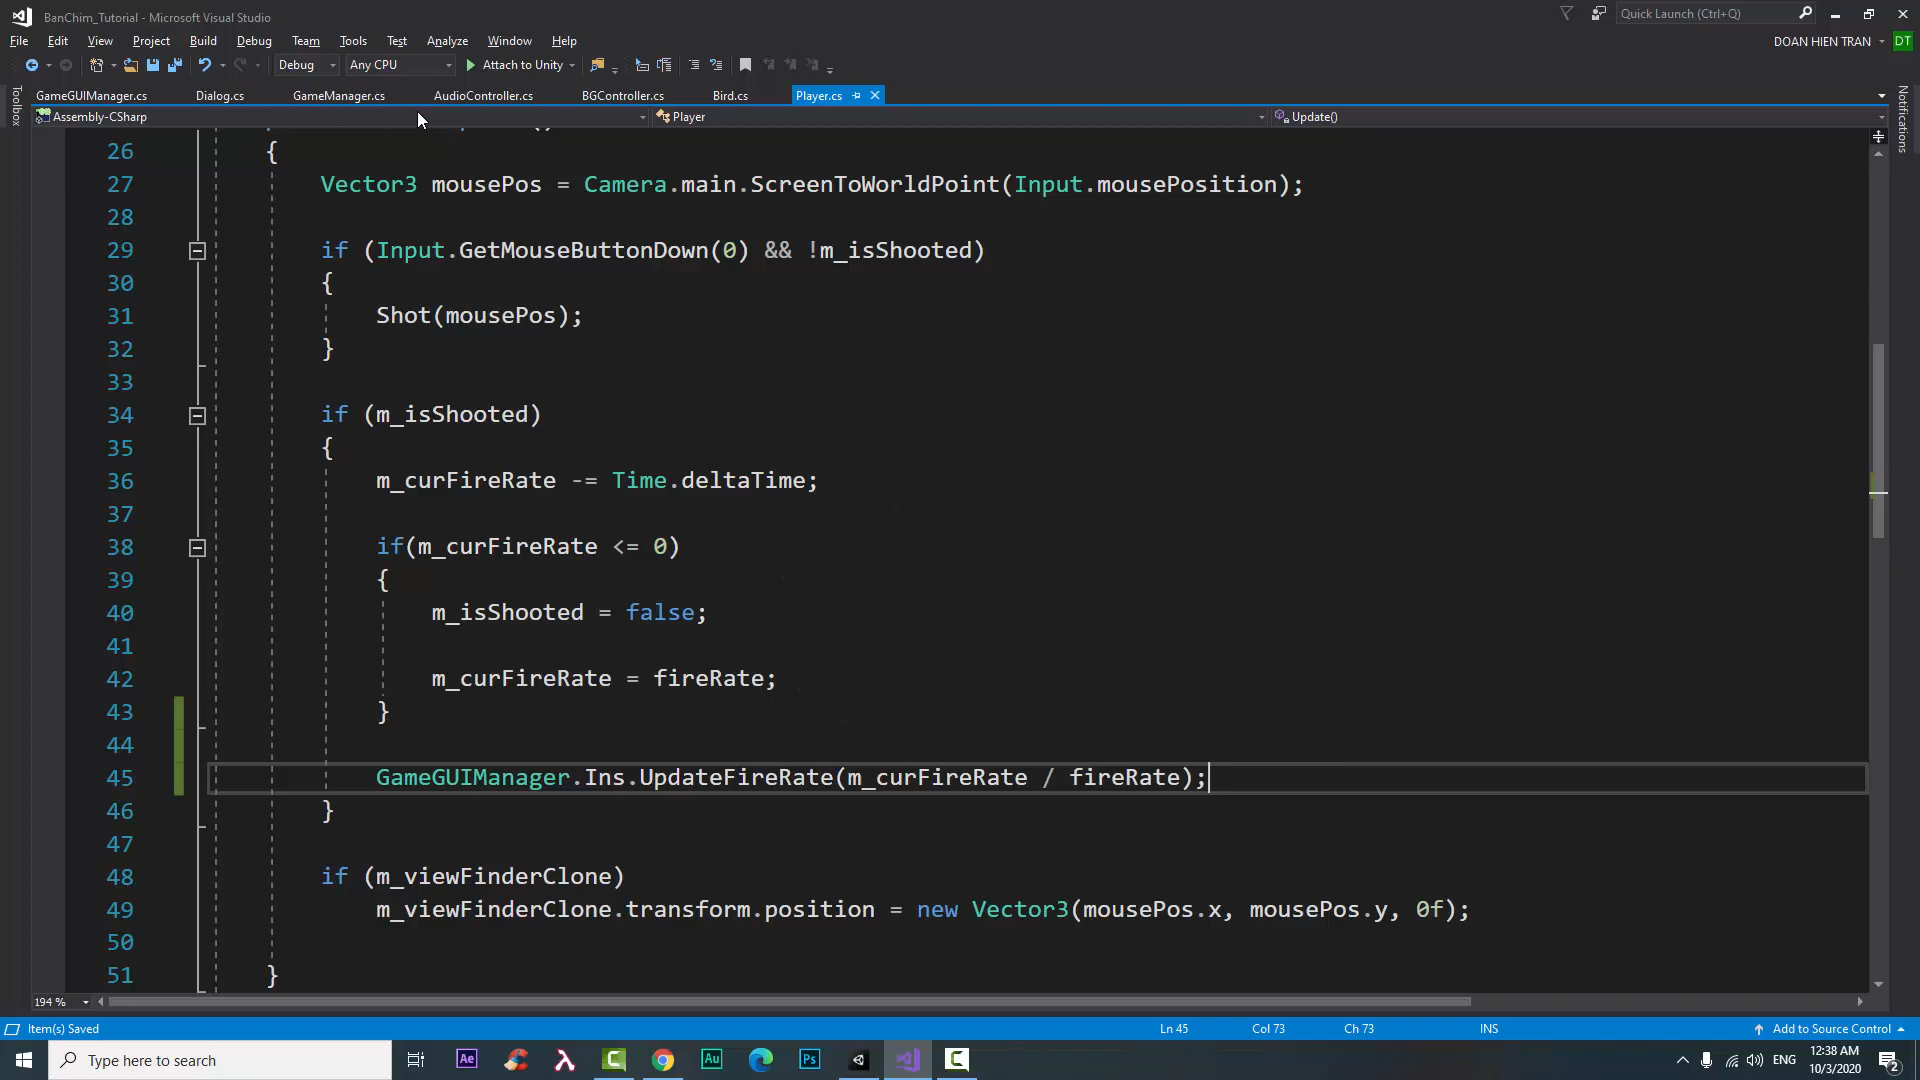 BanChim_Tutorial - Microsoft Visual Studio
Quick Launch (Ctrl+Q)
File Edit View Project Build Debug Team Tools Test Analyze Window Help
DOAN HIEN TRAN DT
Debug Any CPU Attach to Unity
Toolbox
GameGUIManager.cs Dialog.cs GameManager.cs AudioController.cs BGController.cs Bird.cs Player.cs
Notifications
Assembly-CSharp Player Update()
26 {
27 Vector3 mousePos = Camera.main.ScreenToWorldPoint(Input.mousePosition);
28
29 if (Input.GetMouseButtonDown(0) && !m_isShooted)
30 {
31 Shot(mousePos);
32 }
33
34 if (m_isShooted)
35 {
36 m_curFireRate -= Time.deltaTime;
37
38 if(m_curFireRate <= 0)
39 {
40 m_isShooted = false;
41
42 m_curFireRate = fireRate;
43 }
44
45 GameGUIManager.Ins.UpdateFireRate(m_curFireRate / fireRate);
46 }
47
48 if (m_viewFinderClone)
49 m_viewFinderClone.transform.position = new Vector3(mousePos.x, mousePos.y, 0f);
50
51 }
194 %
Item(s) Saved Ln 45 Col 73 Ch 73 INS Add to Source Control
Type here to search
Ae Au Ps
ENG
12:38 AM
10/3/2020
2